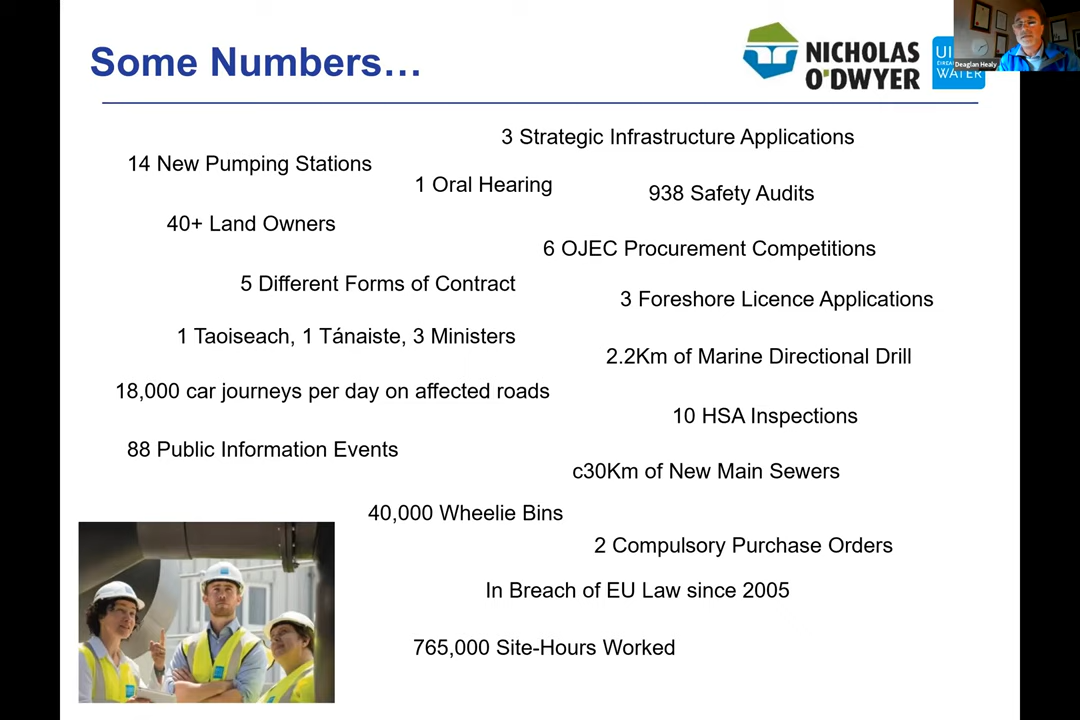 Some Numbers…
NICHOLAS
O'DWYER
Deaglan Healy
WATER
3 Strategic Infrastructure Applications
14 New Pumping Stations
1 Oral Hearing
938 Safety Audits
40+ Land Owners
6 OJEC Procurement Competitions
5 Different Forms of Contract
3 Foreshore Licence Applications
1 Taoiseach, 1 Tánaiste, 3 Ministers
2.2Km of Marine Directional Drill
18,000 car journeys per day on affected roads
10 HSA Inspections
88 Public Information Events
c30Km of New Main Sewers
40,000 Wheelie Bins
2 Compulsory Purchase Orders
In Breach of EU Law since 2005
765,000 Site-Hours Worked